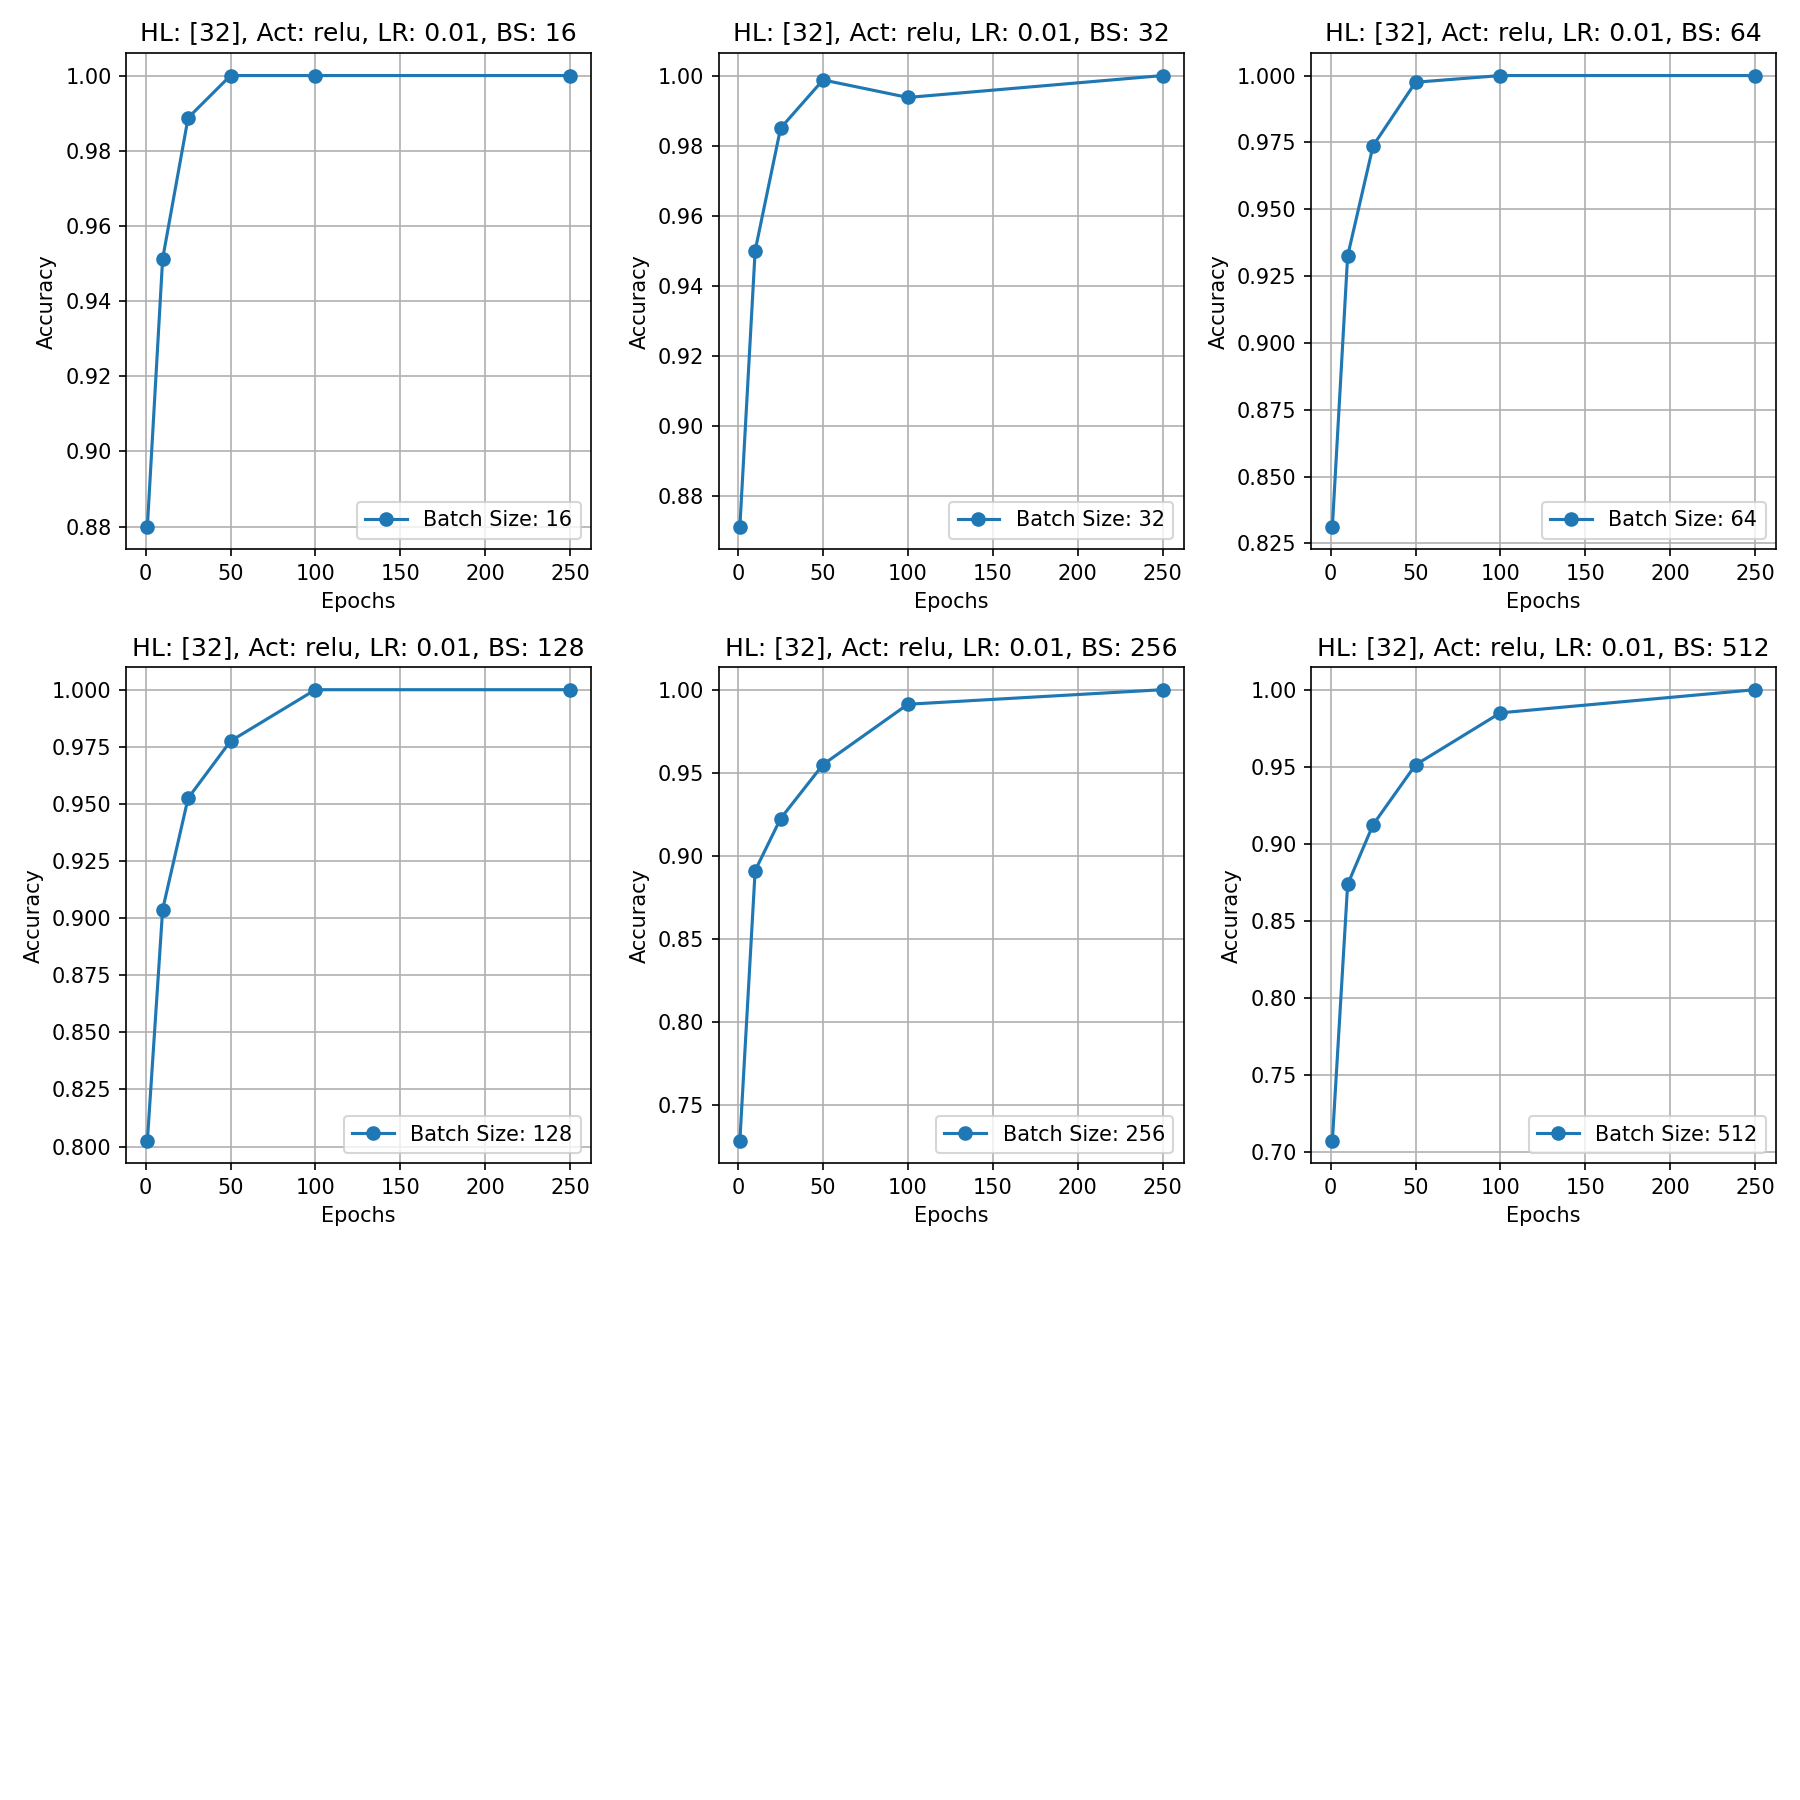 HL: [32], Act: relu, LR: 0.01, BS: 16
1.00
0.98
0.96
0.94
0.92
0.90
0.88
Accuracy
Batch Size: 16
0 50 100 150 200 250
Epochs
HL: [32], Act: relu, LR: 0.01, BS: 32
1.00
0.98
0.96
0.94
0.92
0.90
0.88
Accuracy
Batch Size: 32
0 50 100 150 200 250
Epochs
HL: [32], Act: relu, LR: 0.01, BS: 64
1.000
0.975
0.950
0.925
0.900
0.875
0.850
0.825
Accuracy
Batch Size: 64
0 50 100 150 200 250
Epochs
HL: [32], Act: relu, LR: 0.01, BS: 128
1.000
0.975
0.950
0.925
0.900
0.875
0.850
0.825
0.800
Accuracy
Batch Size: 128
0 50 100 150 200 250
Epochs
HL: [32], Act: relu, LR: 0.01, BS: 256
1.00
0.95
0.90
0.85
0.80
0.75
Accuracy
Batch Size: 256
0 50 100 150 200 250
Epochs
HL: [32], Act: relu, LR: 0.01, BS: 512
1.00
0.95
0.90
0.85
0.80
0.75
0.70
Accuracy
Batch Size: 512
0 50 100 150 200 250
Epochs